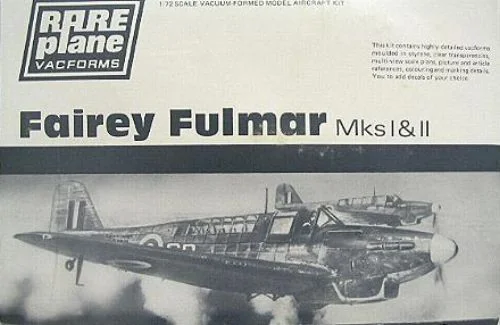 1:72 SCALE VACUUM-FORMED MODEL AIRCRAFT KIT
RARE
plane
VACFORMS
This kit contains highly detailed vacforms
moulded in styrene, clear transparencies,
multi-view scale plans, picture and article
references, colouring and marking details.
You to add decals of your choice.
Fairey Fulmar Mks I & II